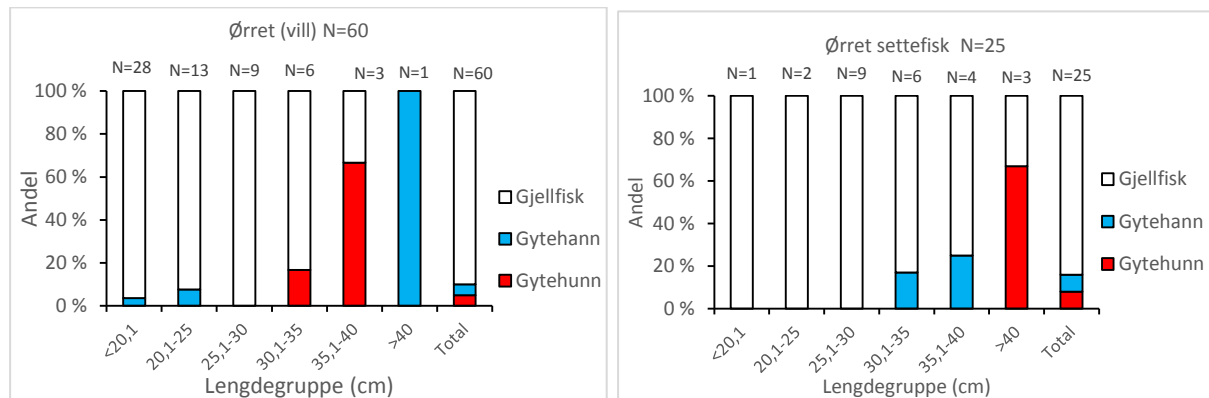 Ørret (vill) N=60
N=28 N=13 N=9 N=6 N=3 N=1 N=60
100 %
80 %
60 %
40 %
20 %
0 %
Andel
<20,1 20,1-25 25,1-30 30,1-35 35,1-40 >40 Total
Lengdegruppe (cm)
Gjellfisk
Gytehann
Gytehunn
Ørret settefisk N=25
N=1 N=2 N=9 N=6 N=4 N=3 N=25
100 %
80 %
60 %
40 %
20 %
0 %
Andel
<20,1 20,1-25 25,1-30 30,1-35 35,1-40 >40 Total
Lengdegruppe (cm)
Gjellfisk
Gytehann
Gytehunn